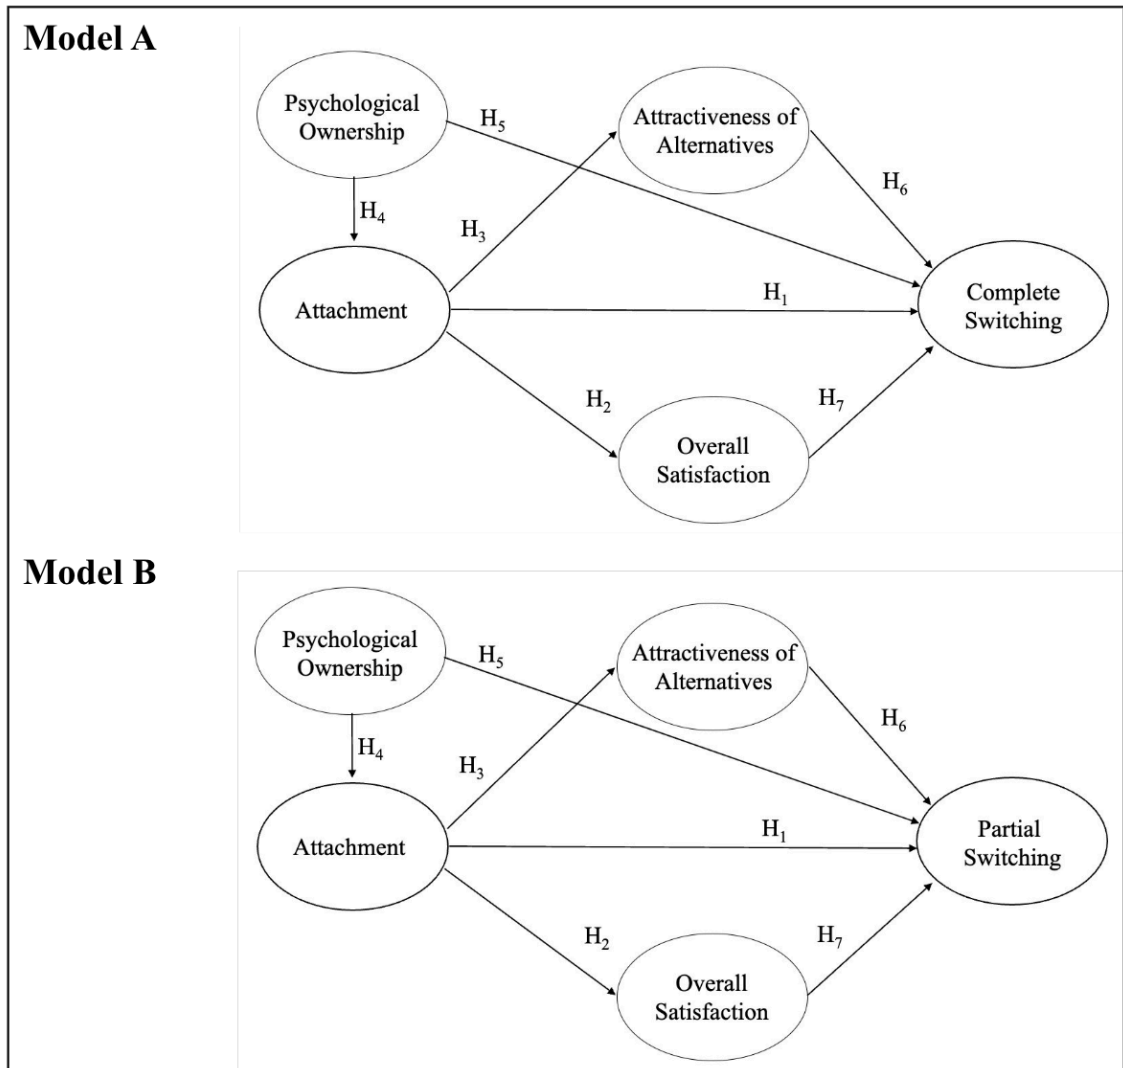 Model A
Psychological
Ownership
H₅
Attractiveness of
Alternatives
H₆
H₄
H₃
Attachment
H₁
Complete
Switching
H₂
H₇
Overall
Satisfaction
Model B
Psychological
Ownership
H₅
Attractiveness of
Alternatives
H₆
H₄
H₃
Attachment
H₁
Partial
Switching
H₂
H₇
Overall
Satisfaction